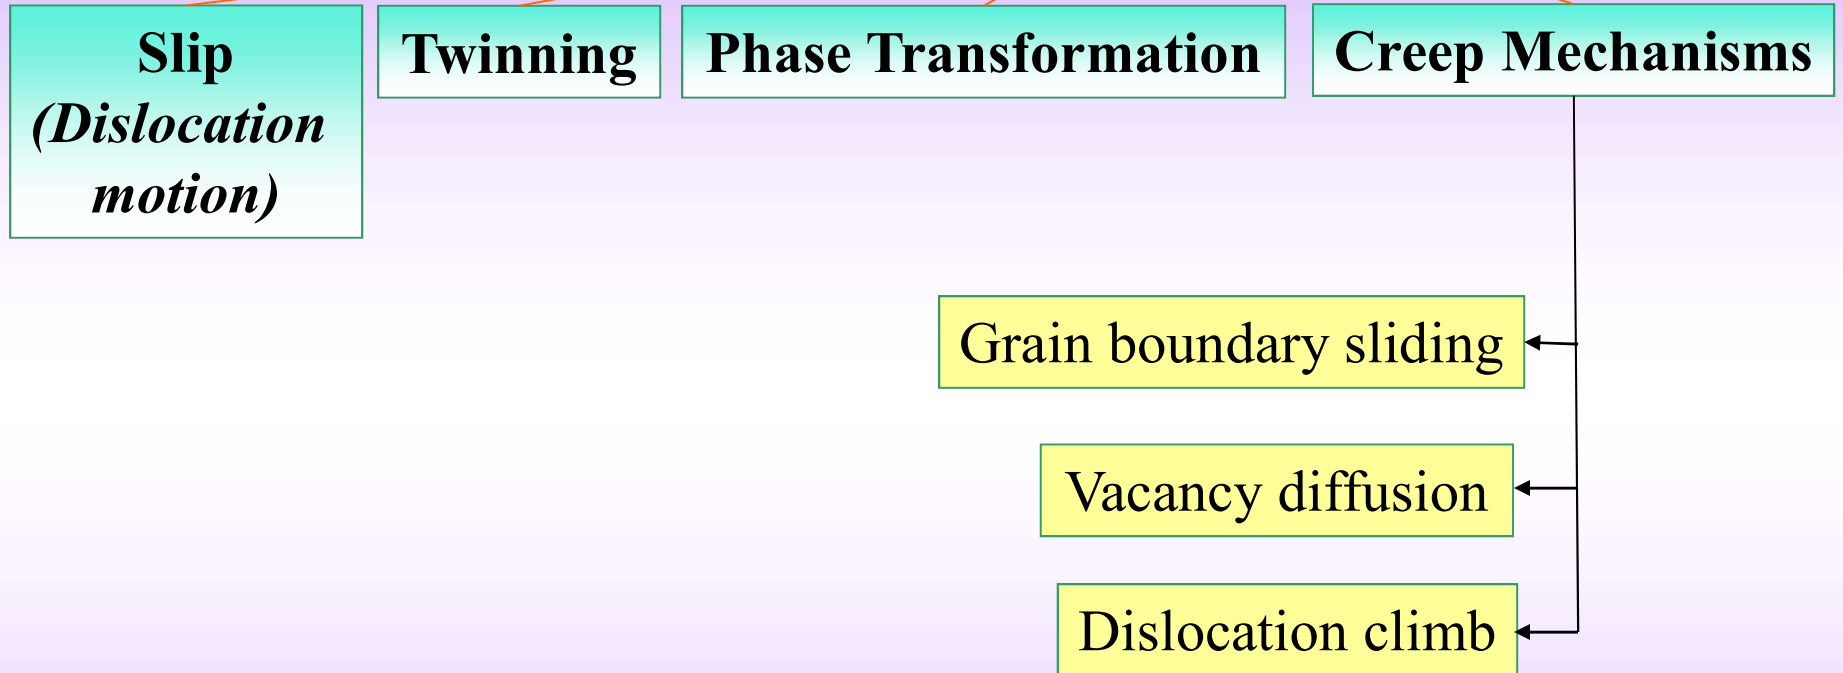 Slip
(Dislocation
motion)
Twinning
Phase Transformation
Creep Mechanisms
Grain boundary sliding
Vacancy diffusion
Dislocation climb